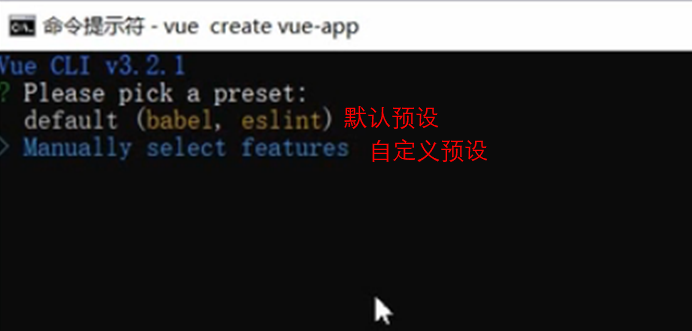 命令提示符 - vue  create vue-app
Vue CLI v3.2.1
? Please pick a preset:
default (babel, eslint) 默认预设
> Manually select features 自定义预设